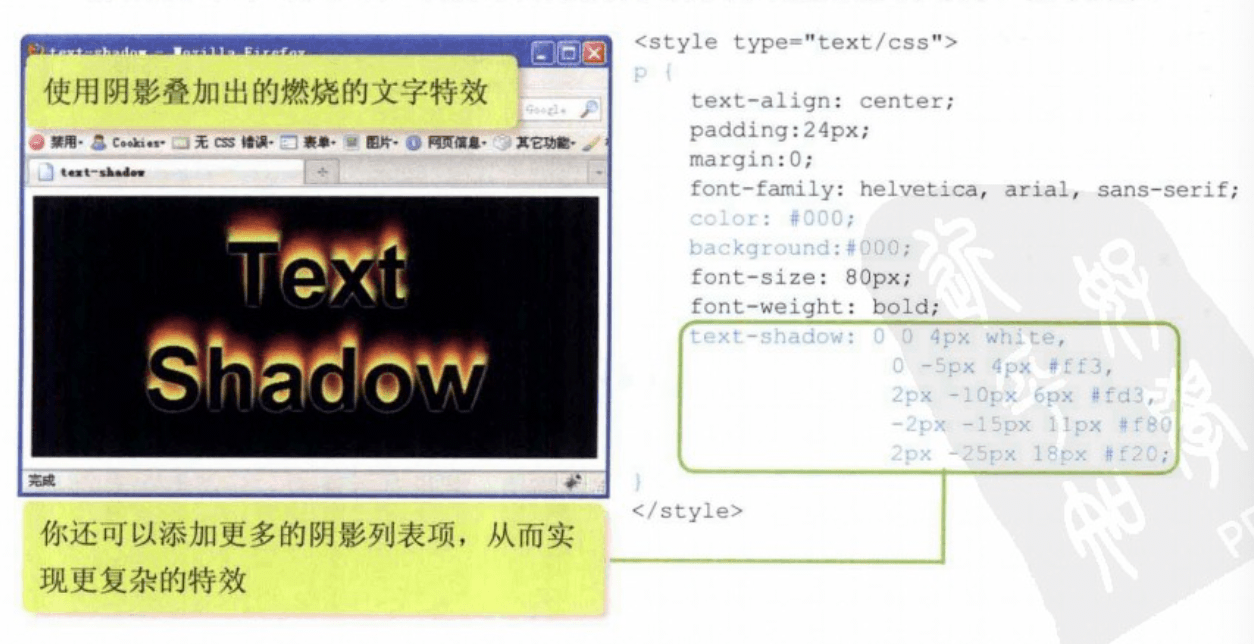 text-shadow - Mozilla Firefox
使用阴影叠加出的燃烧的文字特效
Google
禁用· Cookies· 无 CSS 错误· 表单· 图片· 网页信息· 其它功能·
text-shadow
Text
Shadow
完成
你还可以添加更多的阴影列表项，从而实
现更复杂的特效
<style type="text/css">
p {
text-align: center;
padding:24px;
margin:0;
font-family: helvetica, arial, sans-serif;
color: #000;
background:#000;
font-size: 80px;
font-weight: bold;
text-shadow: 0 0 4px white,
0 -5px 4px #ff3,
2px -10px 6px #fd3,
-2px -15px 11px #f80
2px -25px 18px #f20;
}
</style>